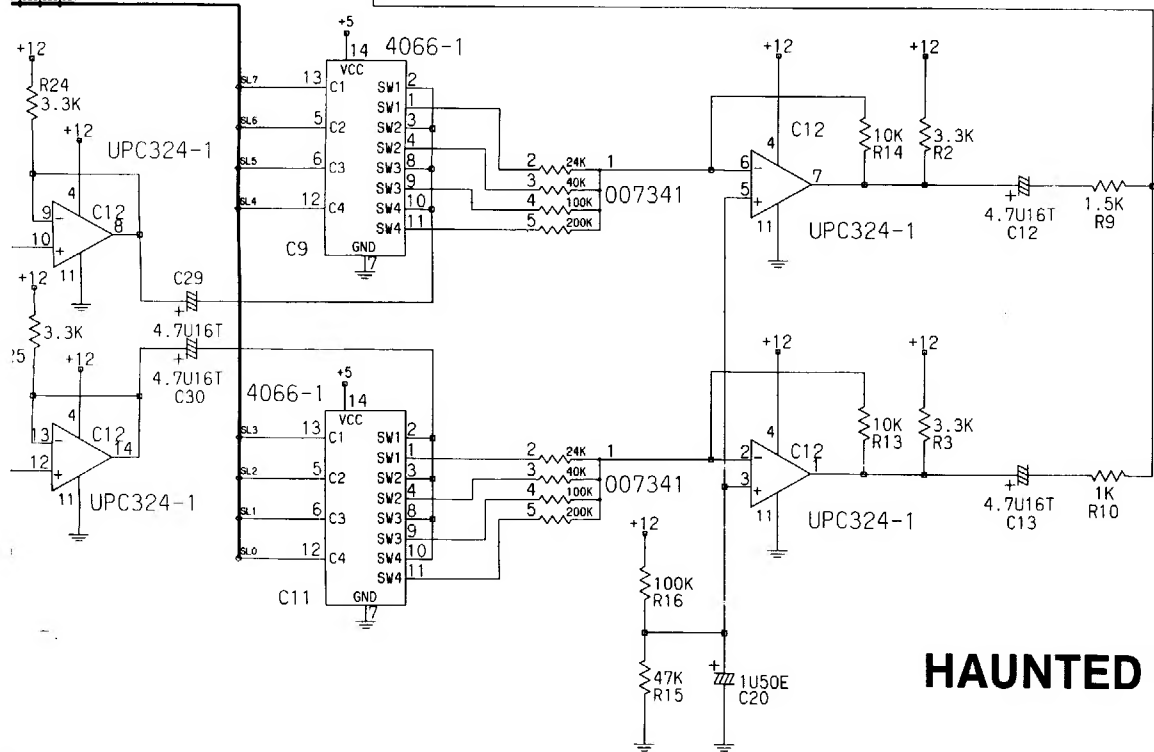 +5
14
4066-1
VCC
SL7 13 C1 SW1 2
SW1 1
SL6 5 C2 SW2 3
SW2 4
SL5 6 C3 SW3 8
SW3 9
SL4 12 C4 SW4 10
SW4 11
GND
7
C9
+12
R24
3.3K
+12
UPC324-1
4
9 -
C12
8
10 +
11
C29
+
4.7U16T
2 24K 1
3 40K
4 100K
5 200K
007341
+12
4
C12
6 -
5 +
7
11
UPC324-1
10K
R14
+12
3.3K
R2
+
4.7U16T
C12
1.5K
R9
+12
3.3K
25
+12
4
13 -
C12
14
12 +
11
UPC324-1
+
4.7U16T
C30
+5
14
4066-1
VCC
SL3 13 C1 SW1 2
SW1 1
SL2 5 C2 SW2 3
SW2 4
SL1 6 C3 SW3 8
SW3 9
SL0 12 C4 SW4 10
SW4 11
GND
7
C11
2 24K 1
3 40K
4 100K
5 200K
007341
+12
4
C12
2 -
3 +
1
11
UPC324-1
10K
R13
+12
3.3K
R3
+
4.7U16T
C13
1K
R10
+12
100K
R16
47K
R15
+
1U50E
C20
HAUNTED